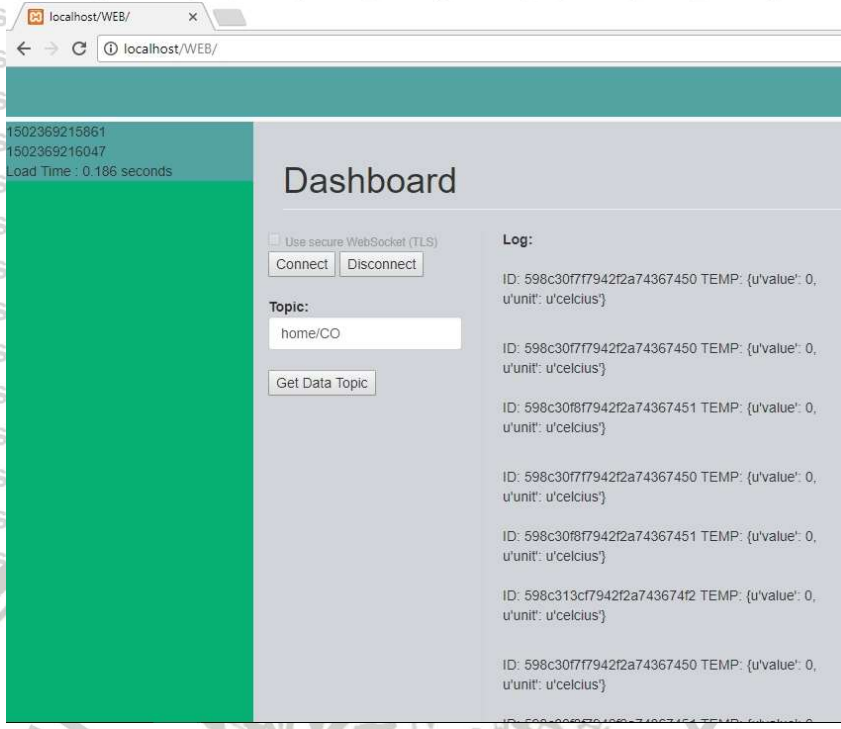 localhost/WEB/
localhost/WEB/
1502369215861
1502369216047
Load Time : 0.186 seconds
Dashboard
Use secure WebSocket (TLS)
Connect Disconnect
Topic:
home/CO
Get Data Topic
Log:
ID: 598c30f7f7942f2a74367450 TEMP: {u'value': 0,
u'unit': u'celcius'}
ID: 598c30f7f7942f2a74367450 TEMP: {u'value': 0,
u'unit': u'celcius'}
ID: 598c30f8f7942f2a74367451 TEMP: {u'value': 0,
u'unit': u'celcius'}
ID: 598c30f7f7942f2a74367450 TEMP: {u'value': 0,
u'unit': u'celcius'}
ID: 598c30f8f7942f2a74367451 TEMP: {u'value': 0,
u'unit': u'celcius'}
ID: 598c313cf7942f2a743674f2 TEMP: {u'value': 0,
u'unit': u'celcius'}
ID: 598c30f7f7942f2a74367450 TEMP: {u'value': 0,
u'unit': u'celcius'}